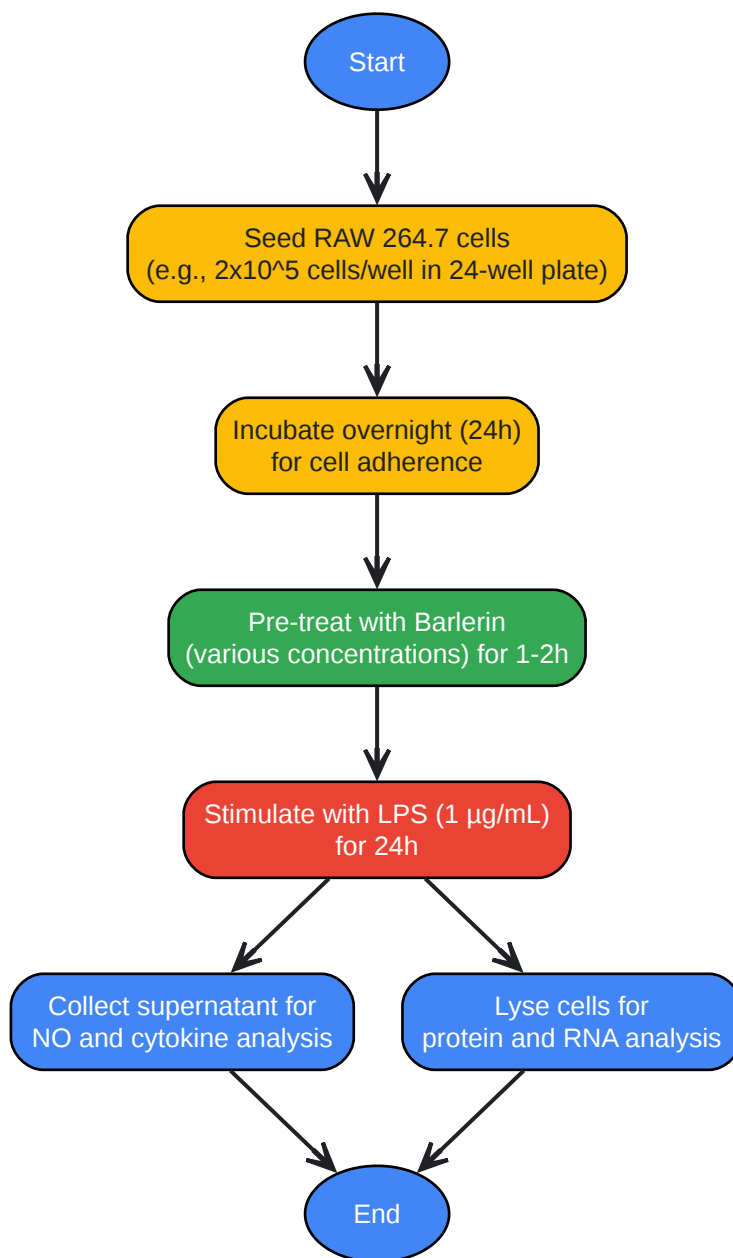 Start
Seed RAW 264.7 cells
(e.g., 2x10^5 cells/well in 24-well plate)
Incubate overnight (24h)
for cell adherence
Pre-treat with Barlerin
(various concentrations) for 1-2h
Stimulate with LPS (1 µg/mL)
for 24h
Collect supernatant for
NO and cytokine analysis
Lyse cells for
protein and RNA analysis
End